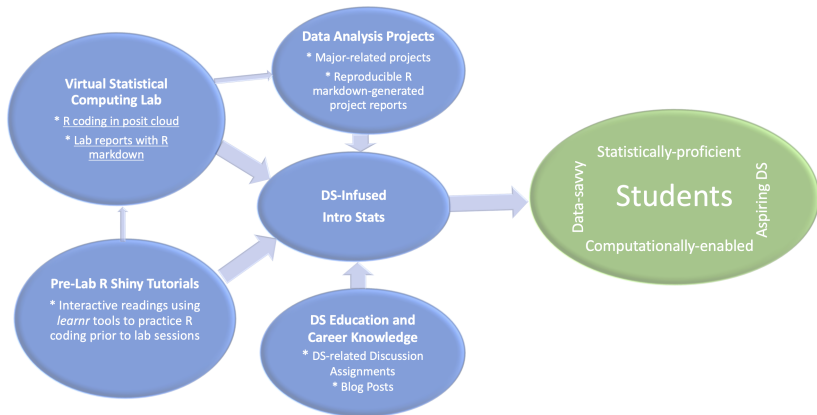 Data Analysis Projects
* Major-related projects
* Reproducible R
markdown-generated
project reports
Virtual Statistical
Computing Lab
* R coding in posit cloud
* Lab reports with R
markdown
DS-Infused
Intro Stats
Pre-Lab R Shiny Tutorials
* Interactive readings using
learnr tools to practice R
coding prior to lab sessions
DS Education and
Career Knowledge
* DS-related Discussion
Assignments
* Blog Posts
Statistically-proficient
Data-savvy
Students
Aspiring DS
Computationally-enabled